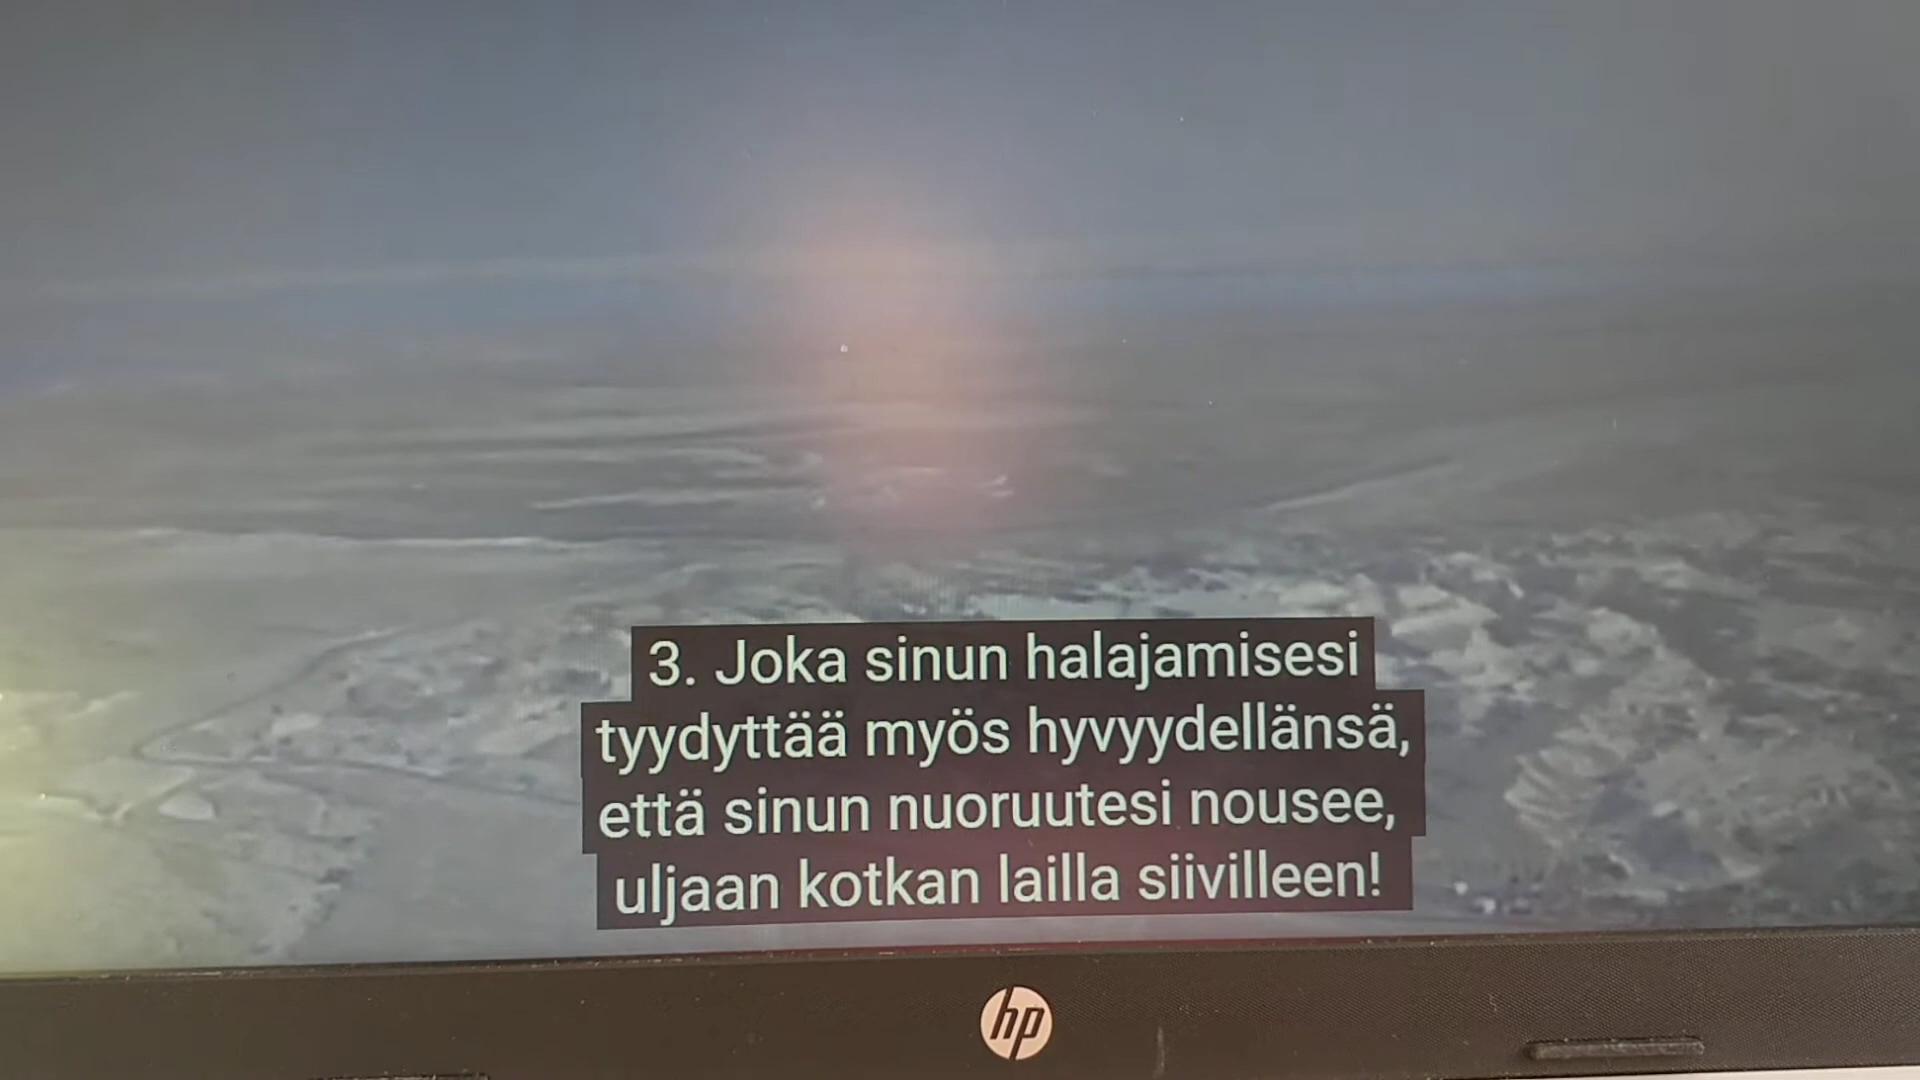 3. Joka sinun halajamisesi
tyydyttää myös hyvyydellänsä,
että sinun nuoruutesi nousee,
uljaan kotkan lailla siivilleen!
hp